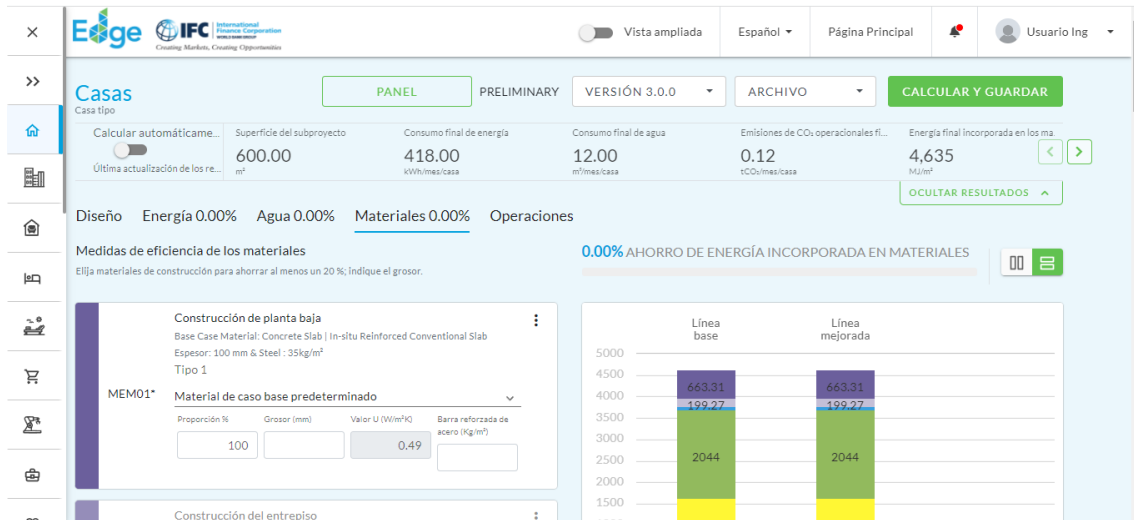 Edge
IFC
International
Finance Corporation
WORLD BANK GROUP
Creating Markets, Creating Opportunities
Vista ampliada
Español
Página Principal
Usuario Ing
Casas
Casa tipo
PANEL
PRELIMINARY
VERSIÓN 3.0.0
ARCHIVO
CALCULAR Y GUARDAR
Calcular automáticame...
Última actualización de los re...
Superficie del subproyecto
600.00
m²
Consumo final de energía
418.00
kWh/mes/casa
Consumo final de agua
12.00
m³/mes/casa
Emisiones de CO₂ operacionales fi...
0.12
tCO₂/mes/casa
Energía final incorporada en los ma
4,635
MJ/m²
OCULTAR RESULTADOS
Diseño Energía 0.00% Agua 0.00% Materiales 0.00% Operaciones
Medidas de eficiencia de los materiales
Elija materiales de construcción para ahorrar al menos un 20 %; indique el grosor.
0.00% AHORRO DE ENERGÍA INCORPORADA EN MATERIALES
MEM01*
Construcción de planta baja
Base Case Material: Concrete Slab | In-situ Reinforced Conventional Slab
Espesor: 100 mm & Steel : 35kg/m²
Tipo 1
Material de caso base predeterminado
Proporción %
100
Grosor (mm)
Valor U (W/m²K)
0.49
Barra reforzada de
acero (Kg/m²)
Construcción del entrepiso
Línea
base
Línea
mejorada
5000
4500
4000
3500
3000
2500
2000
1500
663.31
199.27
2044
663.31
199.27
2044